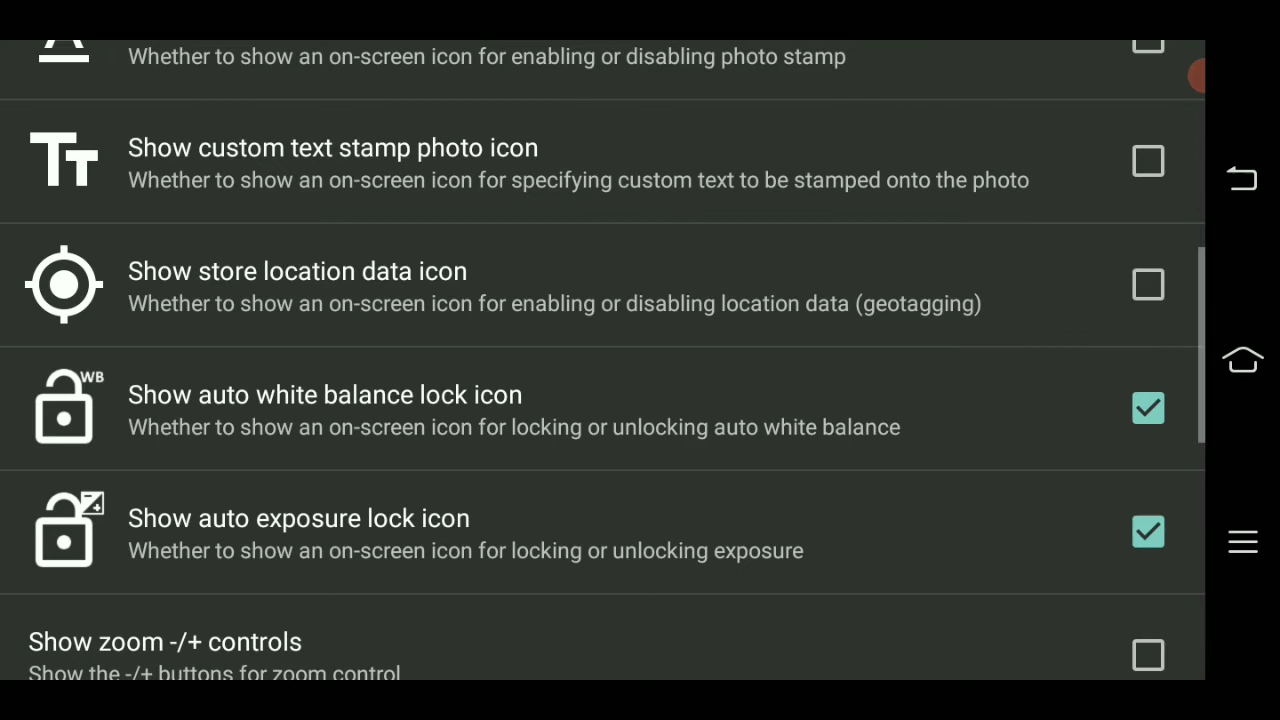 Whether to show an on-screen icon for enabling or disabling photo stamp
Show custom text stamp photo icon
Whether to show an on-screen icon for specifying custom text to be stamped onto the photo
Show store location data icon
Whether to show an on-screen icon for enabling or disabling location data (geotagging)
WB
Show auto white balance lock icon
Whether to show an on-screen icon for locking or unlocking auto white balance
Show auto exposure lock icon
Whether to show an on-screen icon for locking or unlocking exposure
Show zoom -/+ controls
Show the -/+ buttons for zoom control